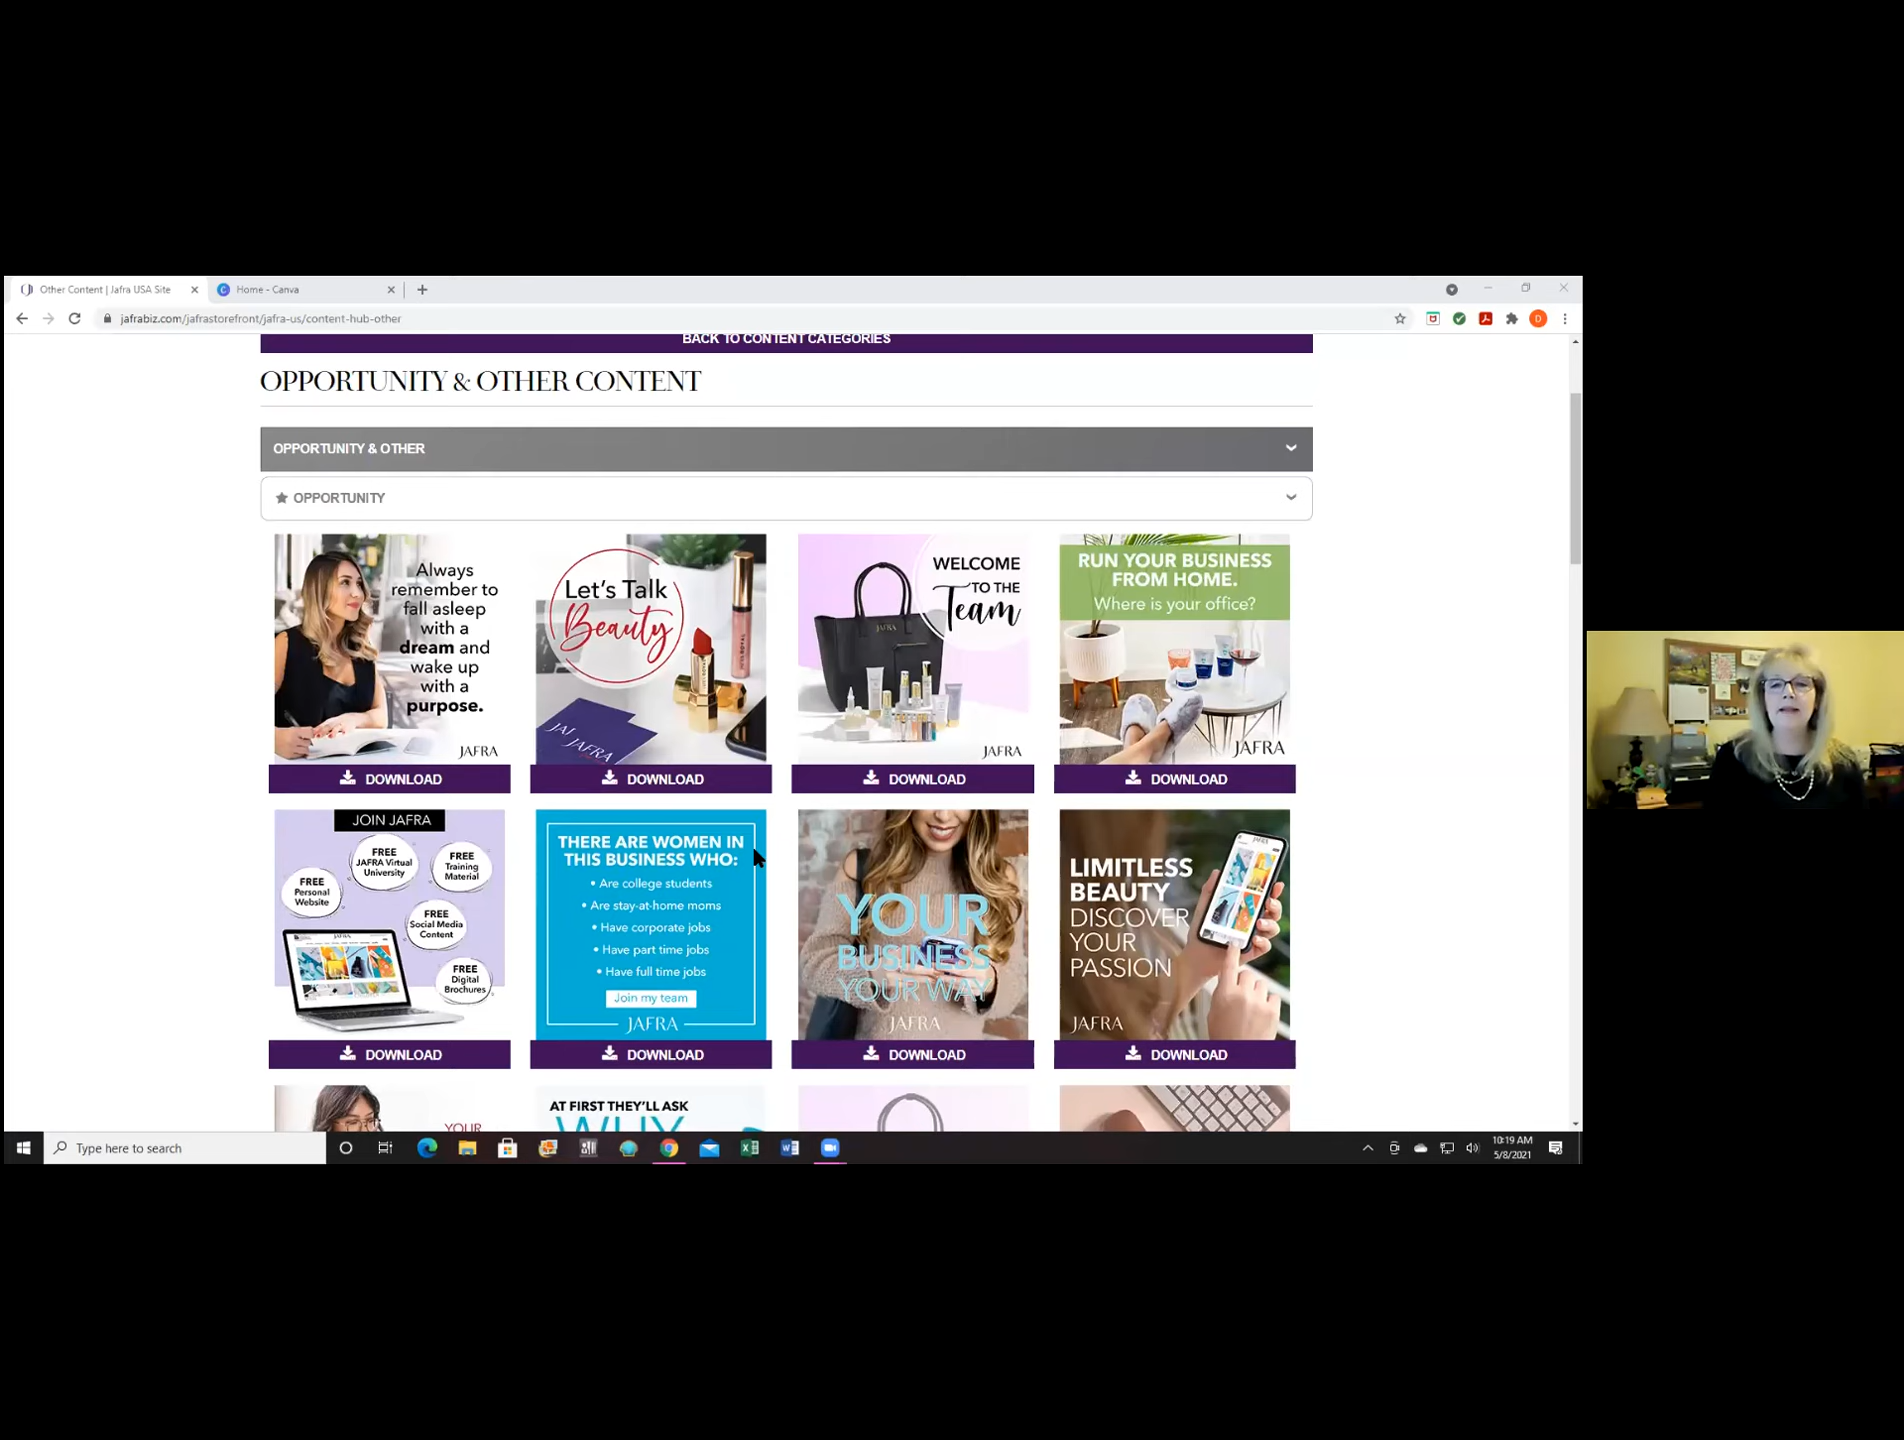 Other Content | Jafra USA Site
Home - Canva
jafrabiz.com/jafrastorefront/jafra-us/content-hub-other
D
BACK TO CONTENT CATEGORIES
OPPORTUNITY & OTHER CONTENT
OPPORTUNITY & OTHER
★ OPPORTUNITY
Always
remember to
fall asleep
with a
dream and
wake up
with a
purpose.
JAFRA
DOWNLOAD
Let's Talk
Beauty
JAFRA
DOWNLOAD
WELCOME
TO THE
Team
JAFRA
JAFRA
DOWNLOAD
RUN YOUR BUSINESS
FROM HOME.
Where is your office?
JAFRA
DOWNLOAD
JOIN JAFRA
FREE
JAFRA Virtual
University
FREE
Training
Material
FREE
Personal
Website
FREE
Social Media
Content
FREE
Digital
Brochures
DOWNLOAD
THERE ARE WOMEN IN
THIS BUSINESS WHO:
• Are college students
• Are stay-at-home moms
• Have corporate jobs
• Have part time jobs
• Have full time jobs
Join my team
JAFRA
DOWNLOAD
YOUR
BUSINESS
YOUR WAY
JAFRA
DOWNLOAD
LIMITLESS
BEAUTY
DISCOVER
YOUR
PASSION
JAFRA
DOWNLOAD
YOUR
AT FIRST THEY'LL ASK
WHY
Type here to search
10:19 AM
5/8/2021